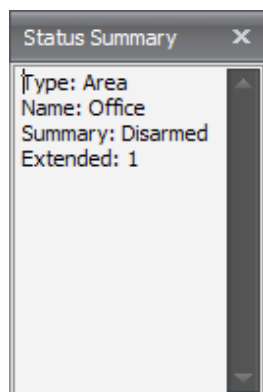 Status Summary
Type: Area
Name: Office
Summary: Disarmed
Extended: 1